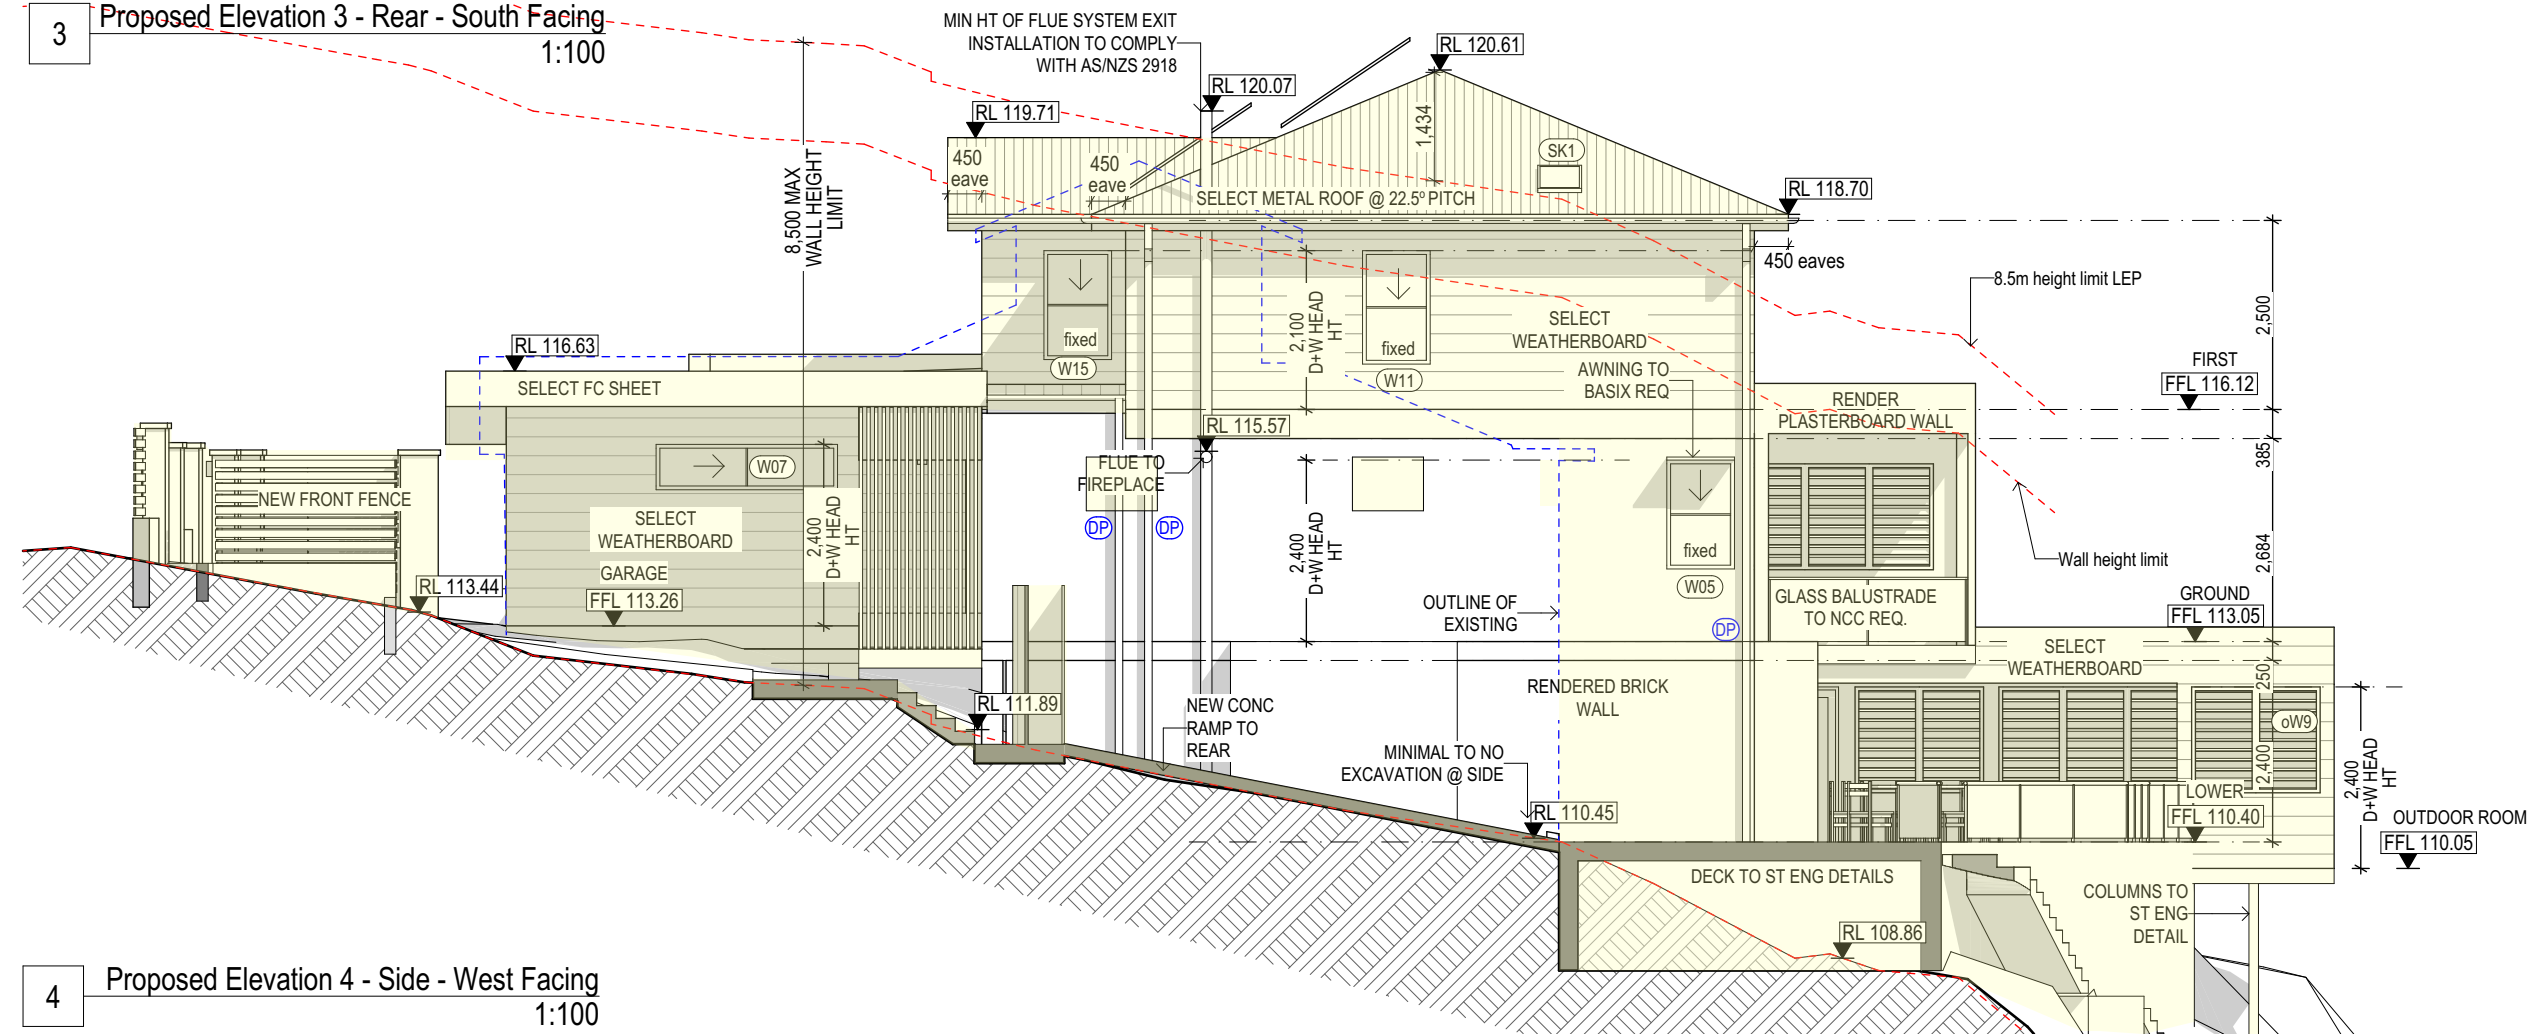 3
Proposed Elevation 3 - Rear - South Facing
1:100
MIN HT OF FLUE SYSTEM EXIT
INSTALLATION TO COMPLY
WITH AS/NZS 2918
RL 120.61
RL 120.07
RL 119.71
1,434
SK1
450
eave
450
eave
SELECT METAL ROOF @ 22.5º PITCH
RL 118.70
8,500 MAX
WALL HEIGHT
LIMIT
450 eaves
8.5m height limit LEP
2,500
2,100
D+W HEAD
HT
SELECT
WEATHERBOARD
fixed
W15
fixed
W11
AWNING TO
BASIX REQ
RL 116.63
SELECT FC SHEET
FIRST
FFL 116.12
RENDER
PLASTERBOARD WALL
RL 115.57
385
FLUE TO
FIREPLACE
W07
NEW FRONT FENCE
SELECT
WEATHERBOARD
2,400
D+W HEAD
HT
DP
DP
2,400
D+W HEAD
HT
fixed
W05
2,684
Wall height limit
GARAGE
FFL 113.26
RL 113.44
OUTLINE OF
EXISTING
DP
GLASS BALUSTRADE
TO NCC REQ.
GROUND
FFL 113.05
SELECT
WEATHERBOARD
250
RL 111.89
NEW CONC
RAMP TO
REAR
RENDERED BRICK
WALL
oW9
MINIMAL TO NO
EXCAVATION @ SIDE
2,400
2,400
D+W HEAD
HT
LOWER
FFL 110.40
RL 110.45
OUTDOOR ROOM
FFL 110.05
DECK TO ST ENG DETAILS
COLUMNS TO
ST ENG
DETAIL
RL 108.86
4
Proposed Elevation 4 - Side - West Facing
1:100